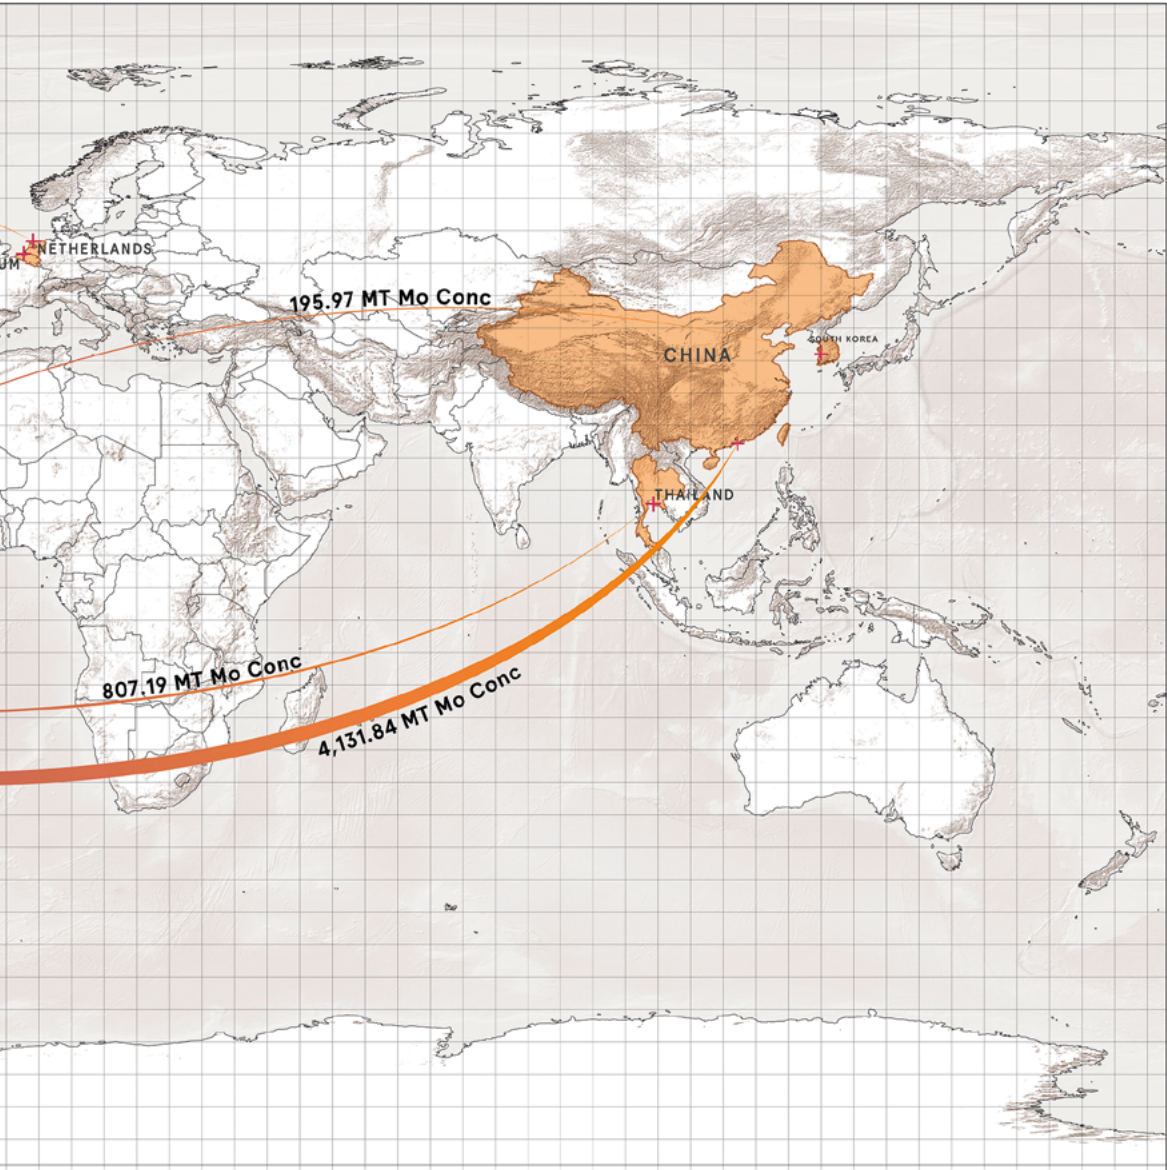 NETHERLANDS
UM
195.97 MT Mo Conc
SOUTH KOREA
CHINA
THAILAND
807.19 MT Mo Conc
4,131.84 MT Mo Conc